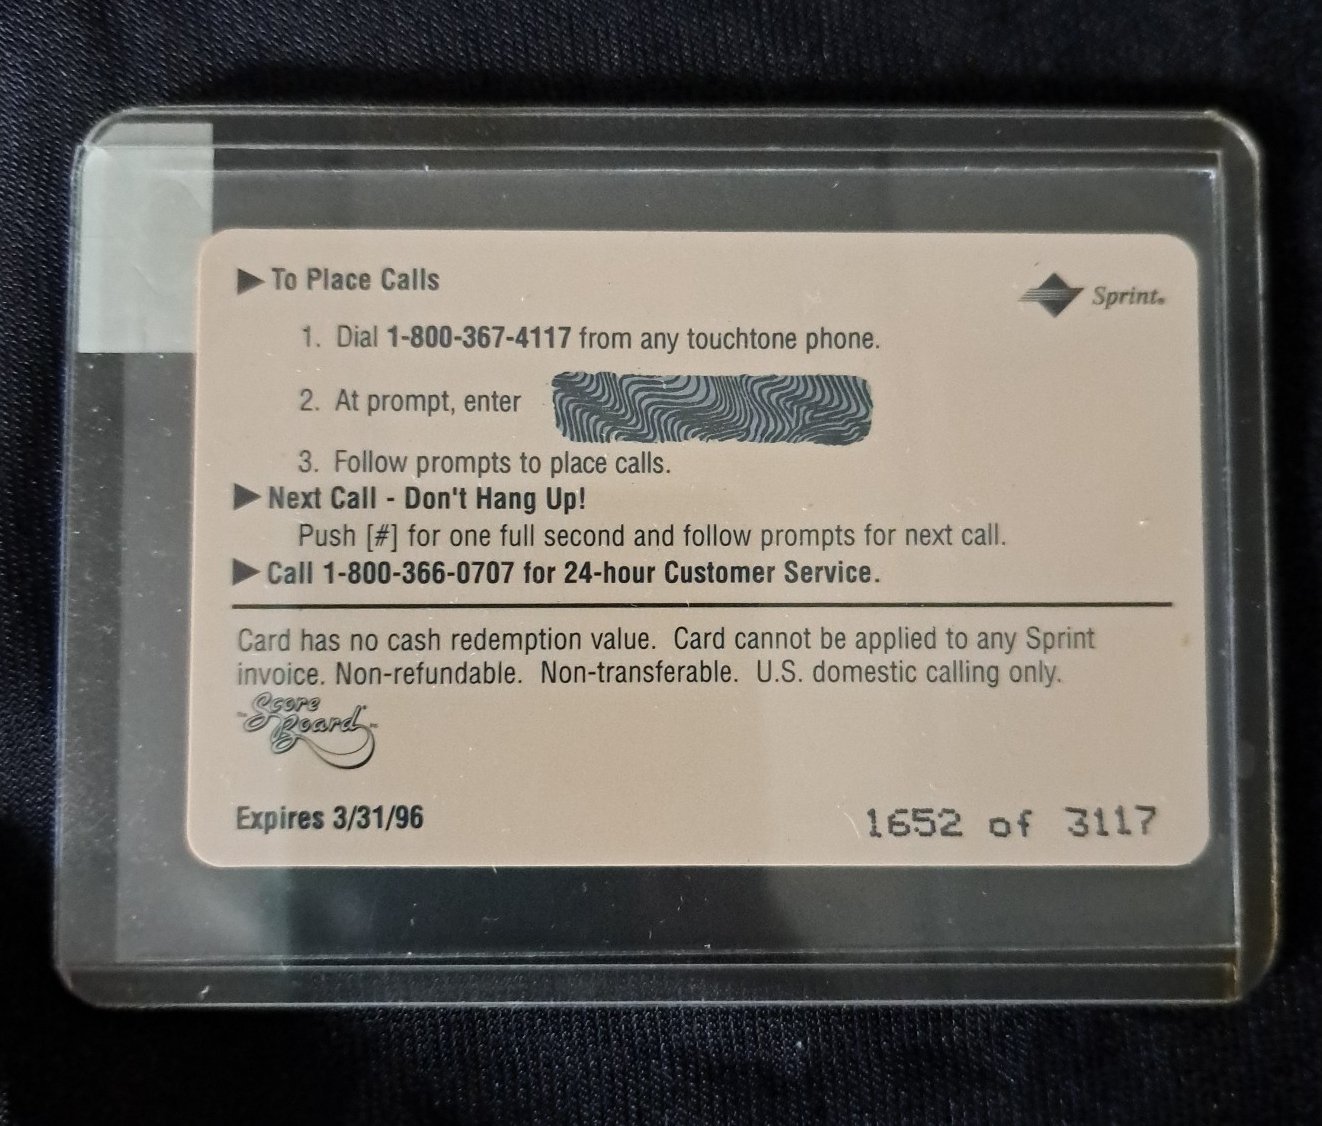 To Place Calls
Sprint®
1. Dial 1-800-367-4117 from any touchtone phone.
2. At prompt, enter
3. Follow prompts to place calls.
Next Call - Don't Hang Up!
Push [#] for one full second and follow prompts for next call.
Call 1-800-366-0707 for 24-hour Customer Service.
Card has no cash redemption value. Card cannot be applied to any Sprint
invoice. Non-refundable. Non-transferable. U.S. domestic calling only.
Score
Board
Expires 3/31/96
1652 of 3117